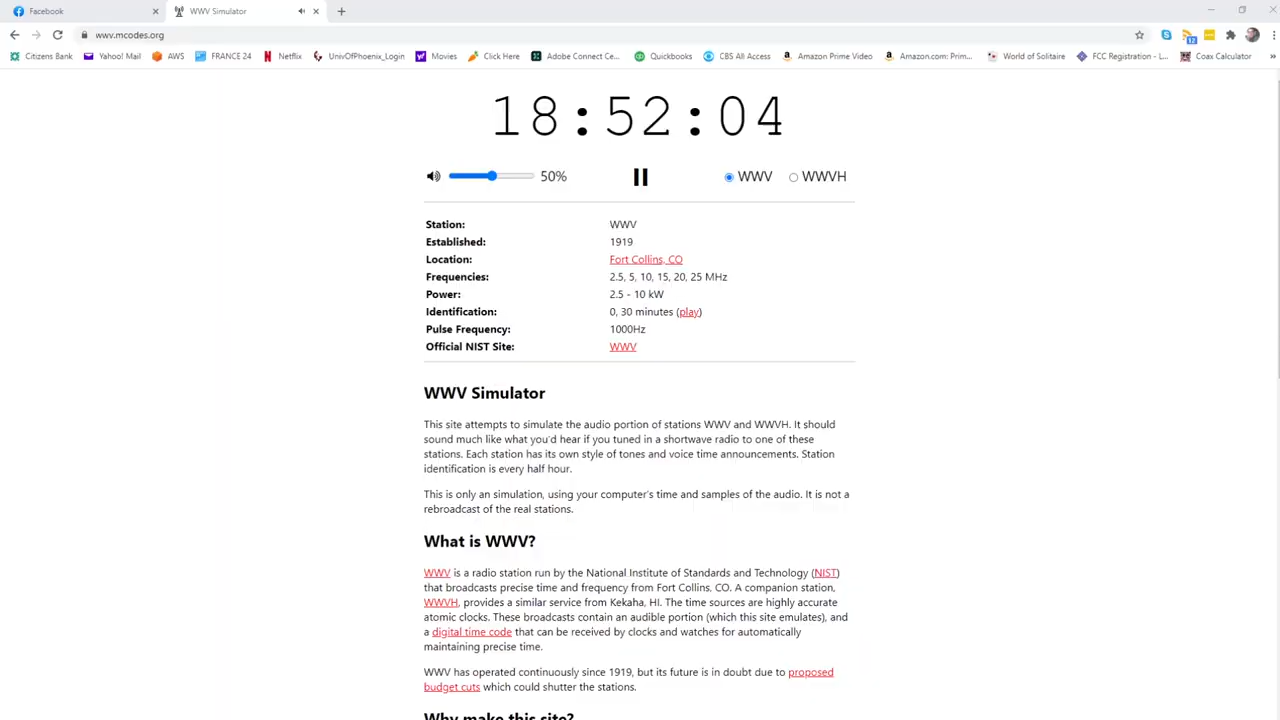 Facebook
WWV Simulator
www.mcodes.org
12
Citizens Bank Yahoo! Mail AWS FRANCE 24 Netflix UnivOfPhoenix_Login Movies Click Here Adobe Connect Ce... Quickbooks CBS All Access Amazon Prime Video Amazon.com: Prim... World of Solitaire FCC Registration - L... Coax Calculator »
18:52:04
50% WWV WWVH
Station: WWV
Established: 1919
Location: Fort Collins, CO
Frequencies: 2.5, 5, 10, 15, 20, 25 MHz
Power: 2.5 - 10 kW
Identification: 0, 30 minutes (play)
Pulse Frequency: 1000Hz
Official NIST Site: WWV
WWV Simulator
This site attempts to simulate the audio portion of stations WWV and WWVH. It should
sound much like what you'd hear if you tuned in a shortwave radio to one of these
stations. Each station has its own style of tones and voice time announcements. Station
identification is every half hour.
This is only an simulation, using your computer's time and samples of the audio. It is not a
rebroadcast of the real stations.
What is WWV?
WWV is a radio station run by the National Institute of Standards and Technology (NIST)
that broadcasts precise time and frequency from Fort Collins, CO. A companion station,
WWVH, provides a similar service from Kekaha, HI. The time sources are highly accurate
atomic clocks. These broadcasts contain an audible portion (which this site emulates), and
a digital time code that can be received by clocks and watches for automatically
maintaining precise time.
WWV has operated continuously since 1919, but its future is in doubt due to proposed
budget cuts which could shutter the stations.
Why make this site?